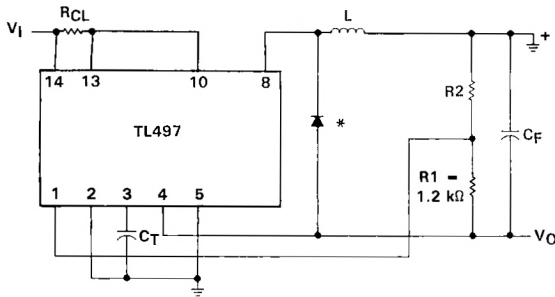 RCL
VI
L
+
14 13 10 8
R2
TL497
*
CF
R1 =
1.2 kΩ
1 2 3 4 5
CT
VO